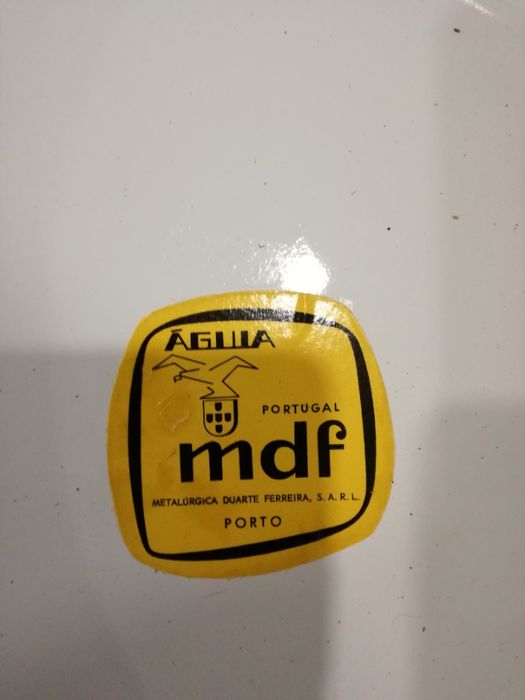 ÁGUIA
PORTUGAL
mdf
METALÚRGICA DUARTE FERREIRA, S. A. R. L.
PORTO